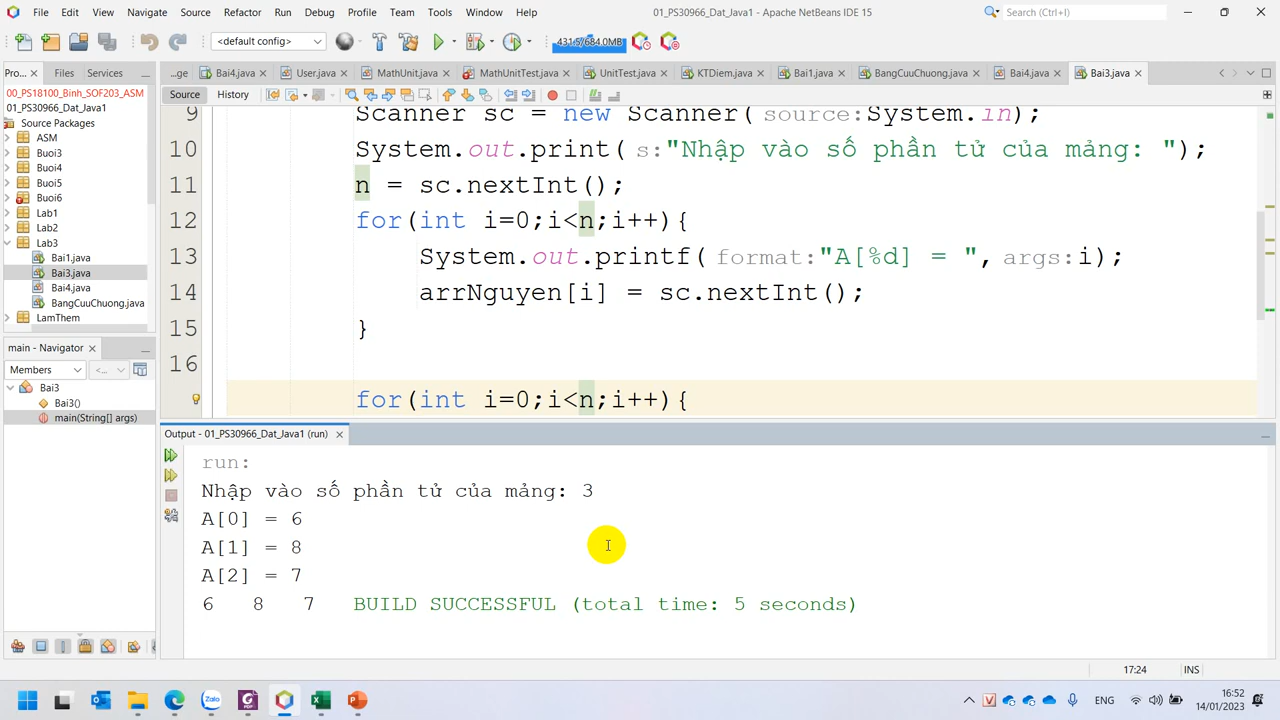 File Edit View Navigate Source Refactor Run Debug Profile Team Tools Window Help 01_PS30966_Dat_Java1 - Apache NetBeans IDE 15 Search (Ctrl+I)
<default config> 431.5/684.0MB
Pro... Files Services ...ge Bai4.java User.java MathUnit.java MathUnitTest.java UnitTest.java KTDiem.java Bai1.java BangCuuChuong.java Bai4.java Bai3.java
00_PS18100_Binh_SOF203_ASM
01_PS30966_Dat_Java1
Source Packages
ASM
Buoi3
Buoi4
Buoi5
Buoi6
Lab1
Lab2
Lab3
Bai1.java
Bai3.java
Bai4.java
BangCuuChuong.java
LamThem
main - Navigator
Members <...
Bai3
Bai3()
main(String[] args)
Source History
9 Scanner sc = new Scanner(source:System.in);
10 System.out.print(s:"Nhập vào số phần tử của mảng: ");
11 n = sc.nextInt();
12 for(int i=0;i<n;i++){
13 System.out.printf(format:"A[%d] = ", args:i);
14 arrNguyen[i] = sc.nextInt();
15 }
16
for(int i=0;i<n;i++){
Output - 01_PS30966_Dat_Java1 (run)
run:
Nhập vào số phần tử của mảng: 3
A[0] = 6
A[1] = 8
A[2] = 7
6 8 7 BUILD SUCCESSFUL (total time: 5 seconds)
17:24 INS
Zalo ENG 16:52
14/01/2023